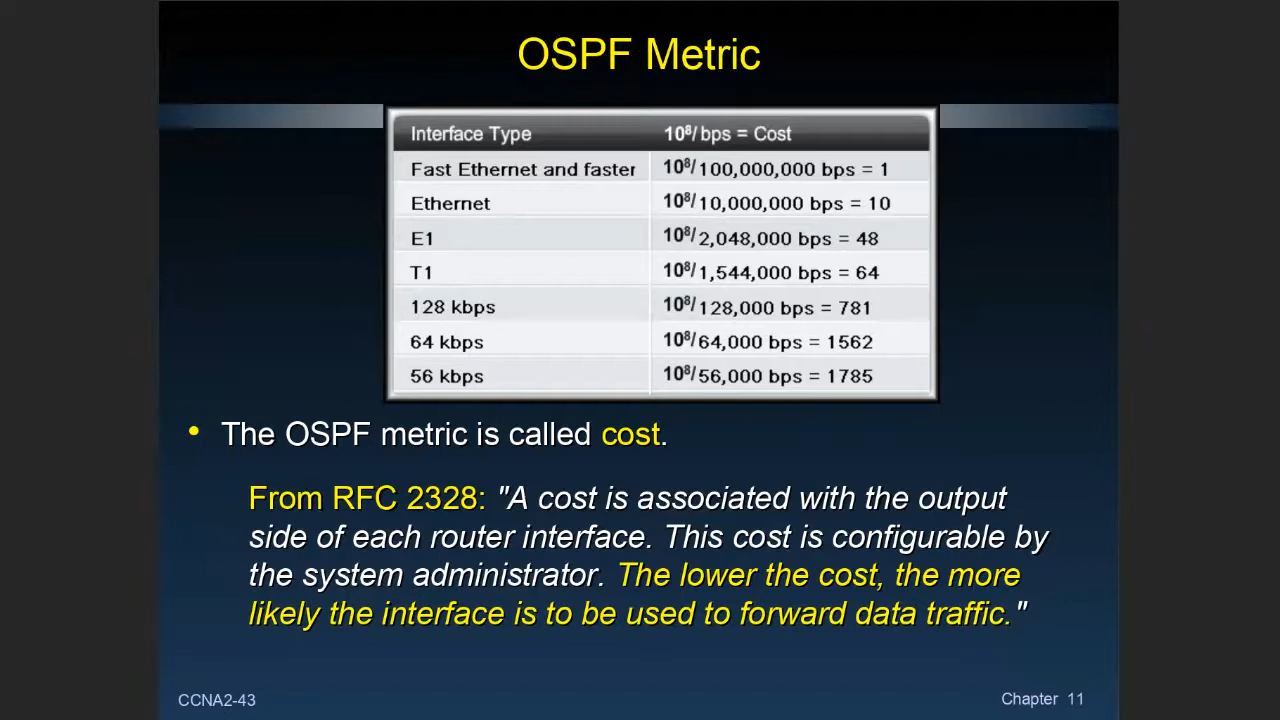 OSPF Metric
Interface Type 10⁸/ bps = Cost
Fast Ethernet and faster 10⁸/100,000,000 bps = 1
Ethernet 10⁸/10,000,000 bps = 10
E1 10⁸/2,048,000 bps = 48
T1 10⁸/1,544,000 bps = 64
128 kbps 10⁸/128,000 bps = 781
64 kbps 10⁸/64,000 bps = 1562
56 kbps 10⁸/56,000 bps = 1785
• The OSPF metric is called cost.
From RFC 2328: "A cost is associated with the output
side of each router interface. This cost is configurable by
the system administrator. The lower the cost, the more
likely the interface is to be used to forward data traffic."
CCNA2-43 Chapter 11